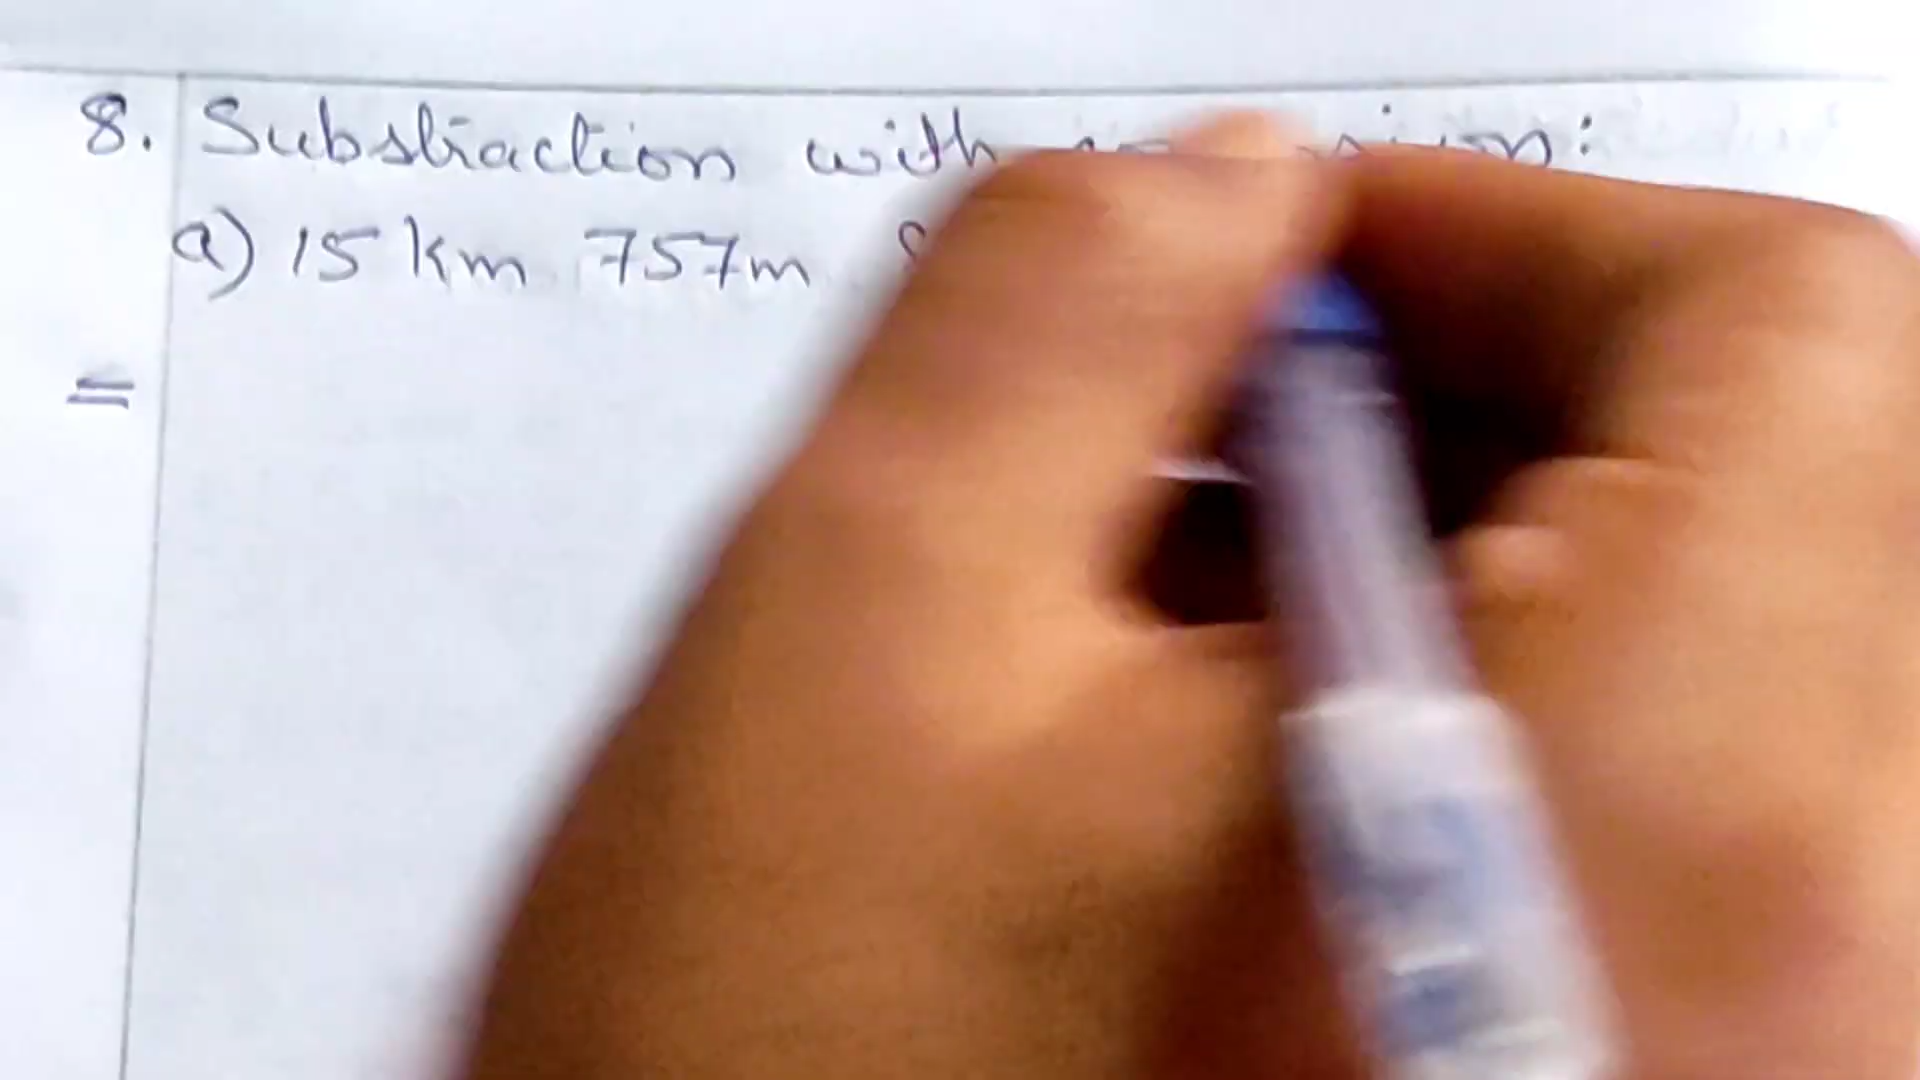 8. Substraction with
a) 15 km 757m
=